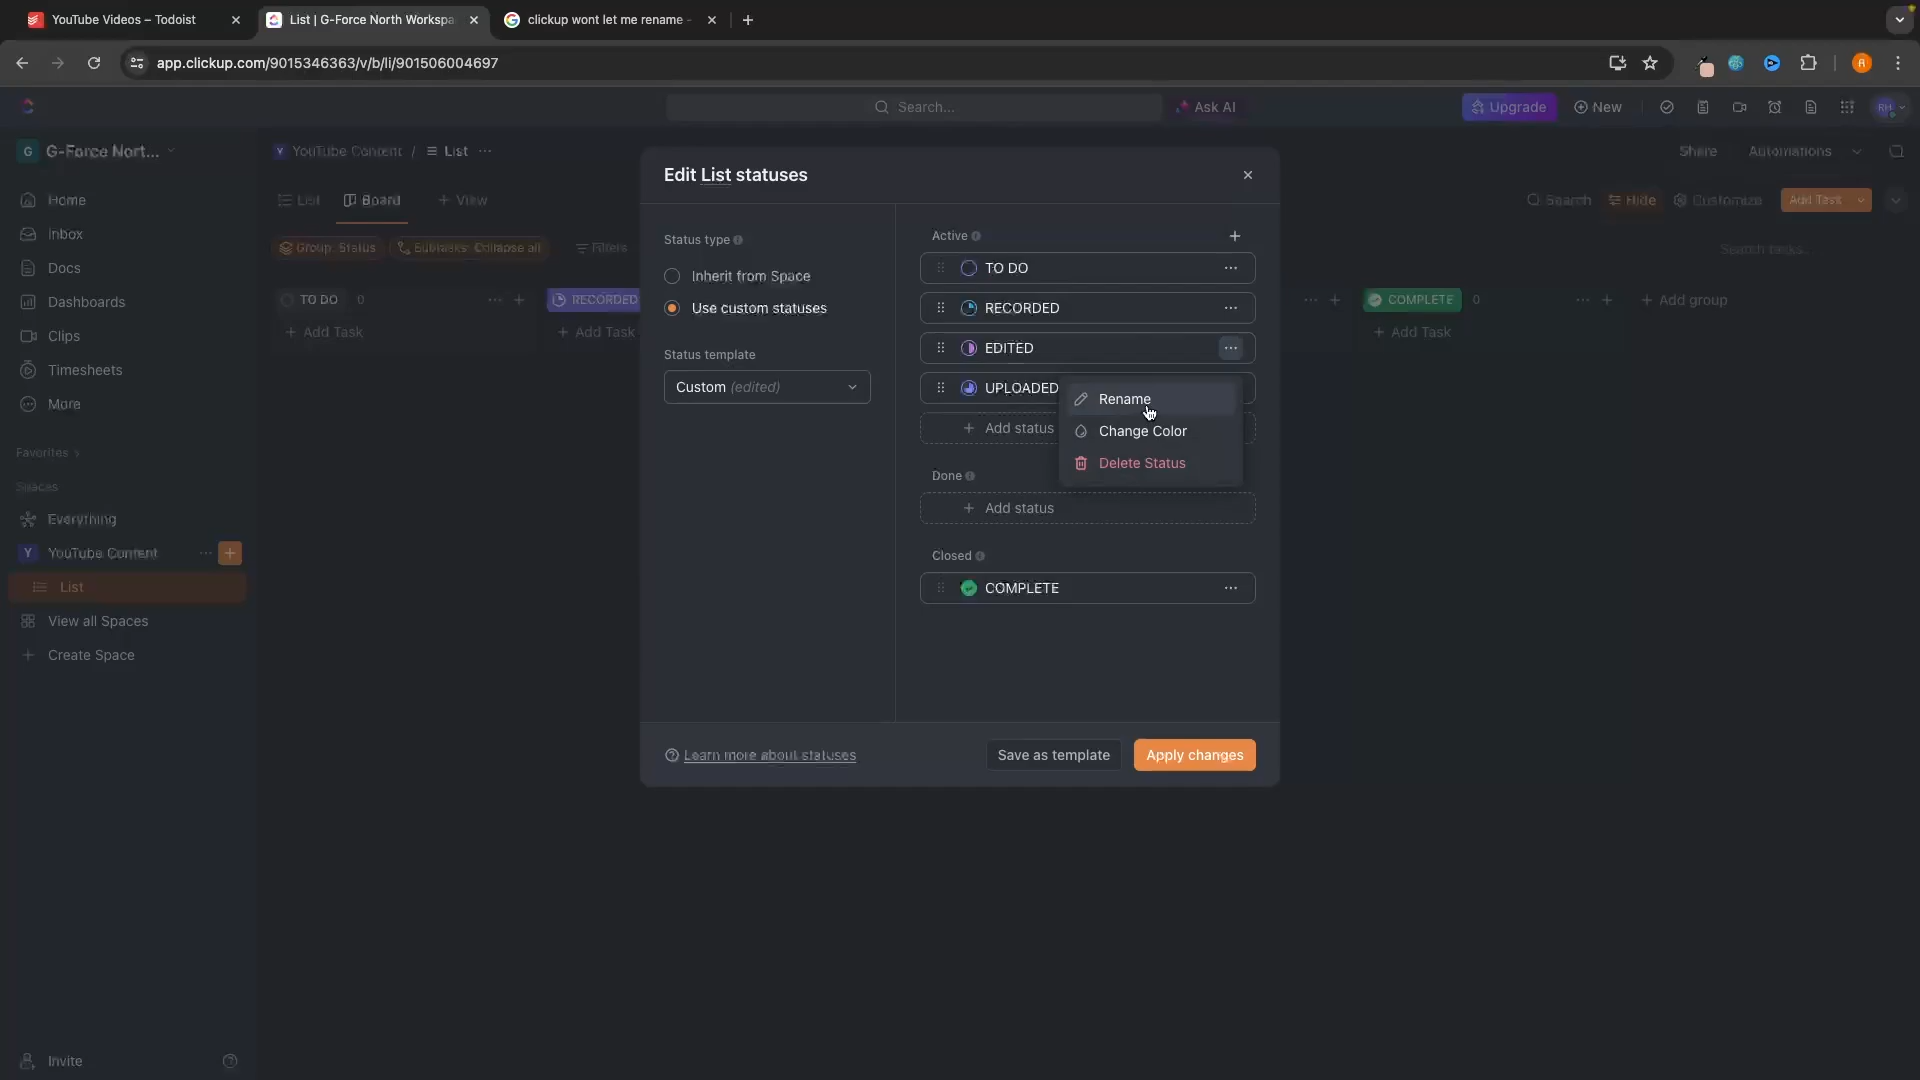 YouTube Videos – Todoist
List | G-Force North Workspa
clickup wont let me rename -
app.clickup.com/9015346363/v/b/li/901506004697
Search...
Ask AI
Upgrade
New
RH
G G-Force Nort...
Y YouTube Content / List ...
Share
Automations
Home
Inbox
Docs
Dashboards
Clips
Timesheets
More
Favorites
Spaces
Everything
Y YouTube Content
List
View all Spaces
Create Space
Invite
List
Board
+ View
Search
Hide
Customize
Add Task
Group: Status
Subtasks: Collapse all
Filters
Search tasks...
TO DO 0
+ Add Task
RECORDED
+ Add Task
COMPLETE 0
+ Add Task
+ Add group
Edit List statuses
Status type
Inherit from Space
Use custom statuses
Status template
Custom (edited)
Active
TO DO
RECORDED
EDITED
UPLOADED
+ Add status
Rename
Change Color
Delete Status
Done
+ Add status
Closed
COMPLETE
Learn more about statuses
Save as template
Apply changes